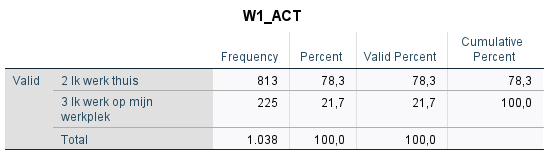 W1_ACT
Frequency Percent Valid Percent Cumulative Percent
Valid 2 Ik werk thuis 813 78,3 78,3 78,3
3 Ik werk op mijn werkplek 225 21,7 21,7 100,0
Total 1.038 100,0 100,0